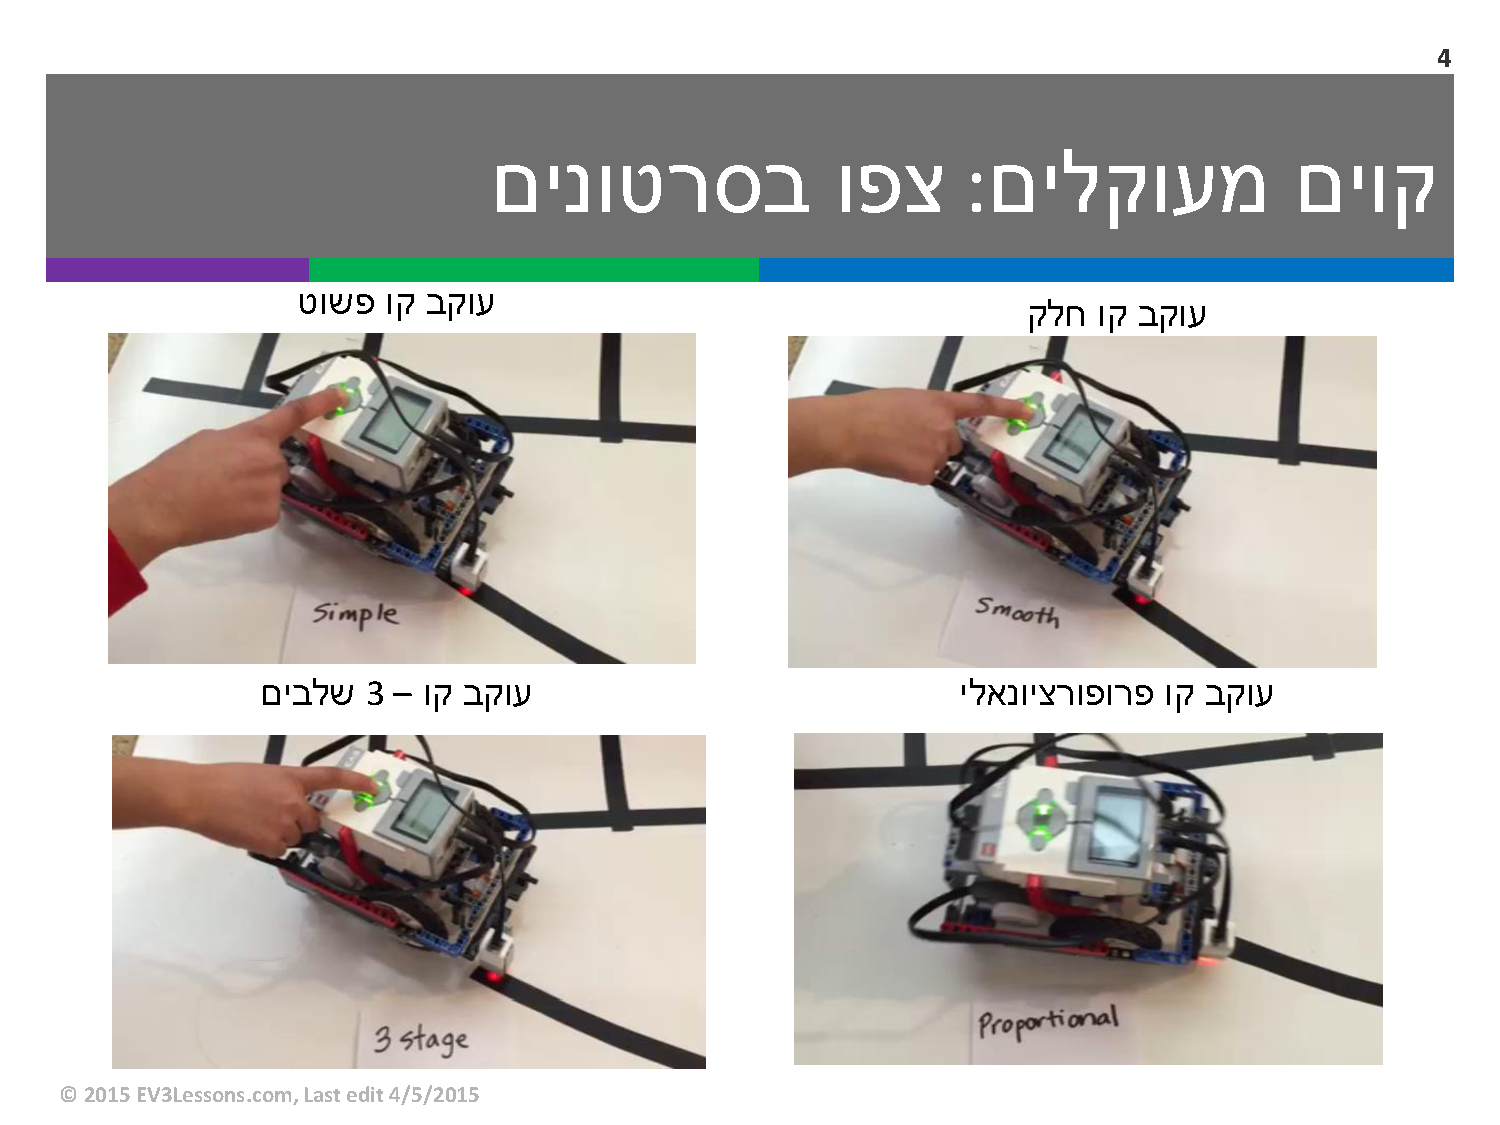 4
קוים מעוקלים: צפו בסרטונים
עוקב קו חלק
עוקב קו פשוט
Smooth
Simple
עוקב קו פרופורציונאלי
עוקב קו – 3 שלבים
Proportional
3 stage
© 2015 EV3Lessons.com, Last edit 4/5/2015